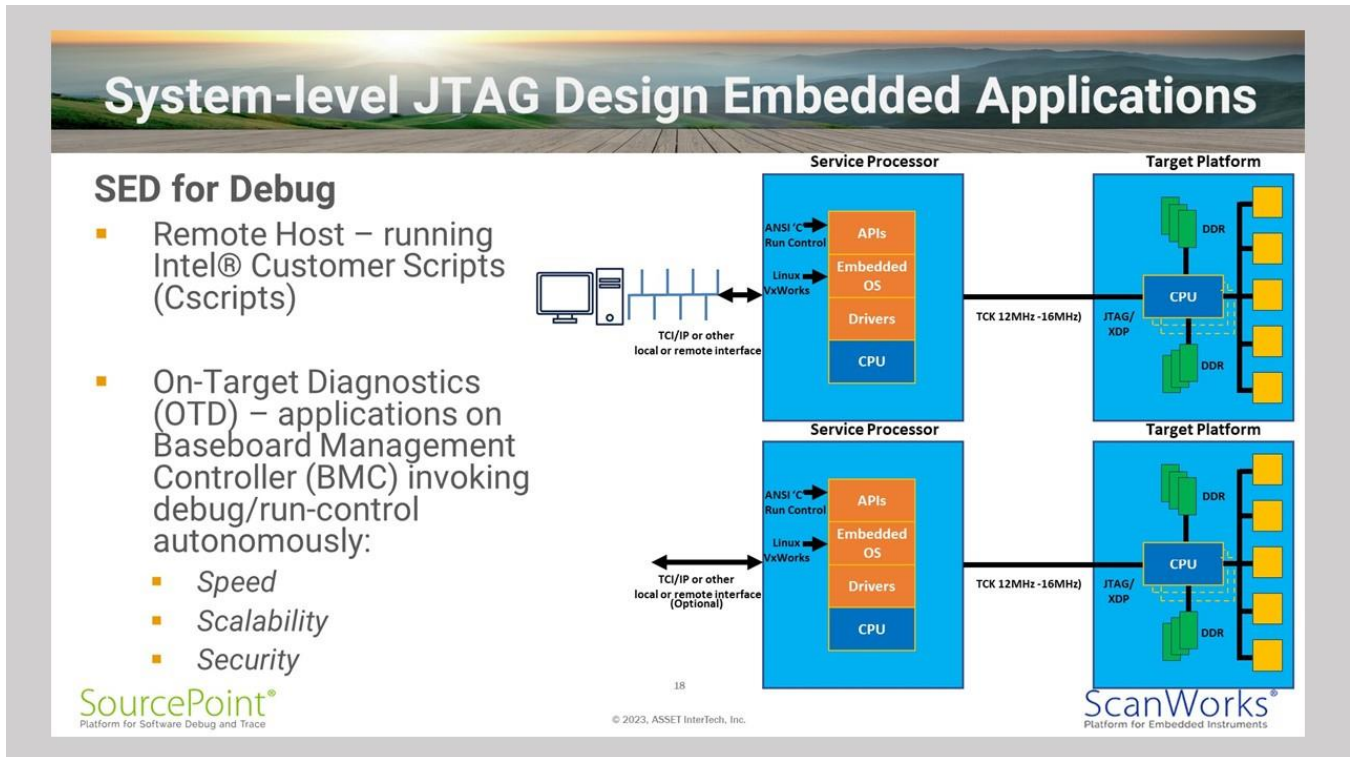 System-level JTAG Design Embedded Applications
SED for Debug
▪ Remote Host – running
Intel® Customer Scripts
(Cscripts)
▪ On-Target Diagnostics
(OTD) – applications on
Baseboard Management
Controller (BMC) invoking
debug/run-control
autonomously:
▪ Speed
▪ Scalability
▪ Security
Service Processor
ANSI 'C'
Run Control
Linux
VxWorks
APIs
Embedded
OS
Drivers
CPU
TCI/IP or other
local or remote interface
TCK 12MHz -16MHz)
Target Platform
DDR
CPU
JTAG/
XDP
DDR
Service Processor
ANSI 'C'
Run Control
Linux
VxWorks
APIs
Embedded
OS
Drivers
CPU
TCI/IP or other
local or remote interface
(Optional)
TCK 12MHz -16MHz)
Target Platform
DDR
CPU
JTAG/
XDP
DDR
SourcePoint®
Platform for Software Debug and Trace
18
© 2023, ASSET InterTech, Inc.
ScanWorks®
Platform for Embedded Instruments